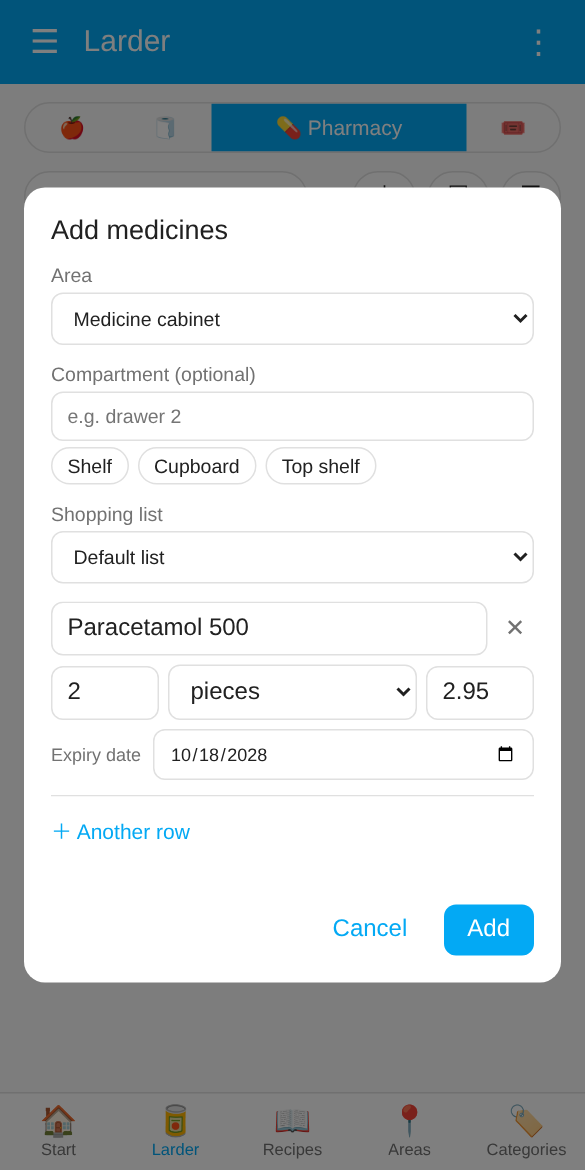 Larder
Pharmacy
Add medicines
Area
Medicine cabinet
Compartment (optional)
e.g. drawer 2
Shelf Cupboard Top shelf
Shopping list
Default list
Paracetamol 500
2 pieces 2.95
Expiry date 10/18/2028
+ Another row
Cancel Add
Start Larder Recipes Areas Categories